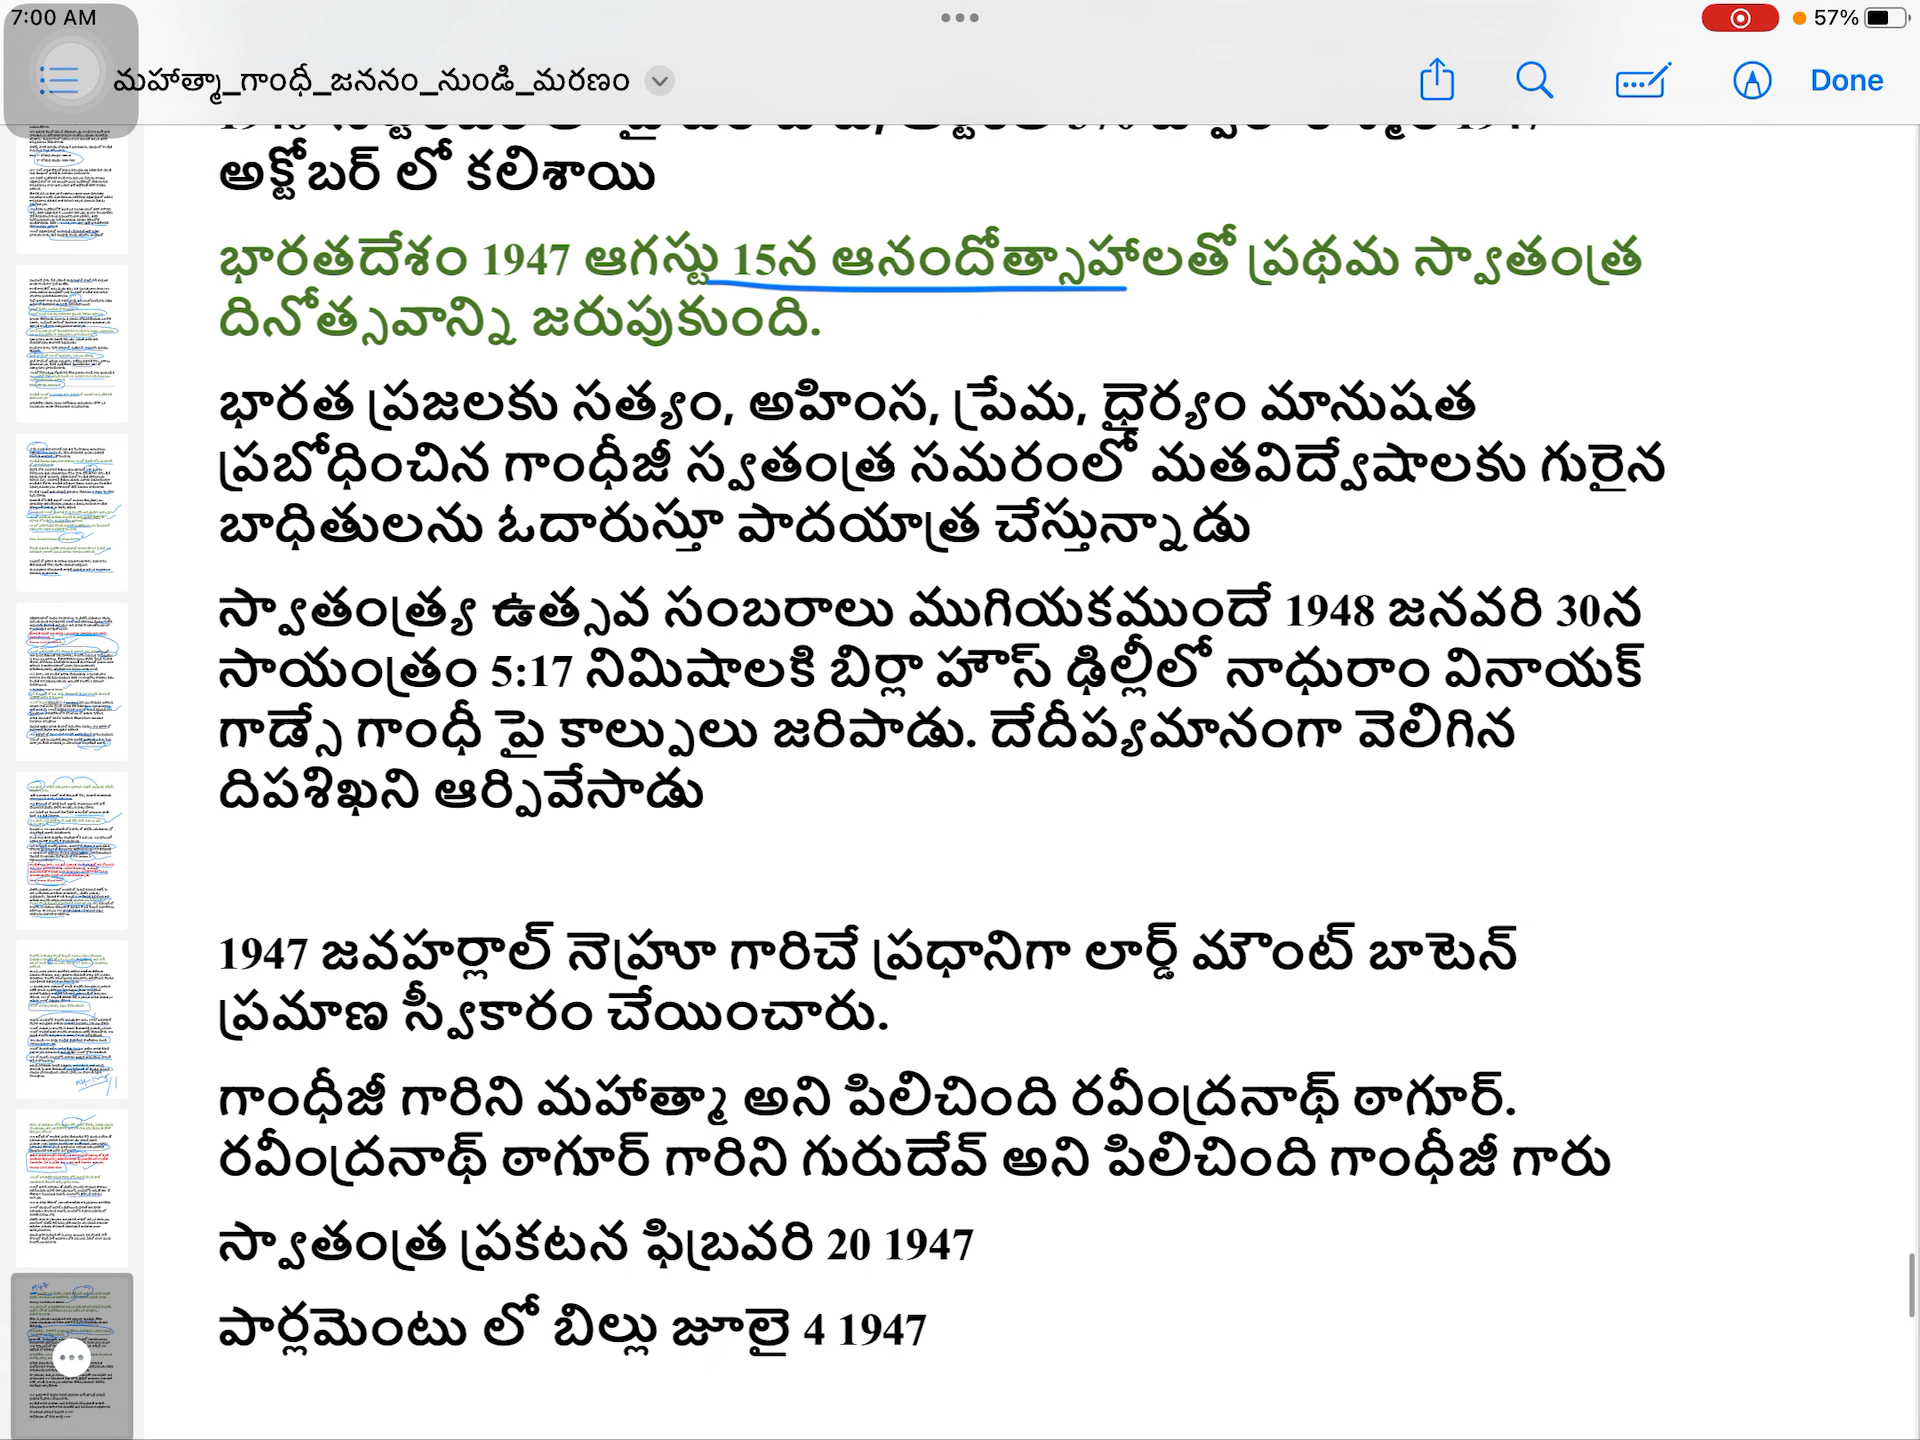 7:00 AM
57%
మహాత్మా_గాంధీ_జననం_నుండి_మరణం
Done
అక్టోబర్ లో కలిశాయి
భారతదేశం 1947 ఆగస్టు 15న ఆనందోత్సాహాలతో ప్రథమ స్వాతంత్ర
దినోత్సవాన్ని జరుపుకుంది.
భారత ప్రజలకు సత్యం, అహింస, ప్రేమ, ధైర్యం మానుషత
ప్రబోధించిన గాంధీజీ స్వతంత్ర సమరంలో మతవిద్వేషాలకు గురైన
బాధితులను ఓదారుస్తూ పాదయాత్ర చేస్తున్నాడు
స్వాతంత్ర్య ఉత్సవ సంబరాలు ముగియకముందే 1948 జనవరి 30న
సాయంత్రం 5:17 నిమిషాలకి బిర్లా హౌస్ ఢిల్లీలో నాధురాం వినాయక్
గాడ్సే గాంధీ పై కాల్పులు జరిపాడు. దేదీప్యమానంగా వెలిగిన
దిపశిఖని ఆర్పివేసాడు
1947 జవహర్లాల్ నెహ్రూ గారిచే ప్రధానిగా లార్డ్ మౌంట్ బాటెన్
ప్రమాణ స్వీకారం చేయించారు.
గాంధీజీ గారిని మహాత్మా అని పిలిచింది రవీంద్రనాథ్ ఠాగూర్.
రవీంద్రనాథ్ ఠాగూర్ గారిని గురుదేవ్ అని పిలిచింది గాంధీజీ గారు
స్వాతంత్ర ప్రకటన ఫిబ్రవరి 20 1947
పార్లమెంటు లో బిల్లు జూలై 4 1947